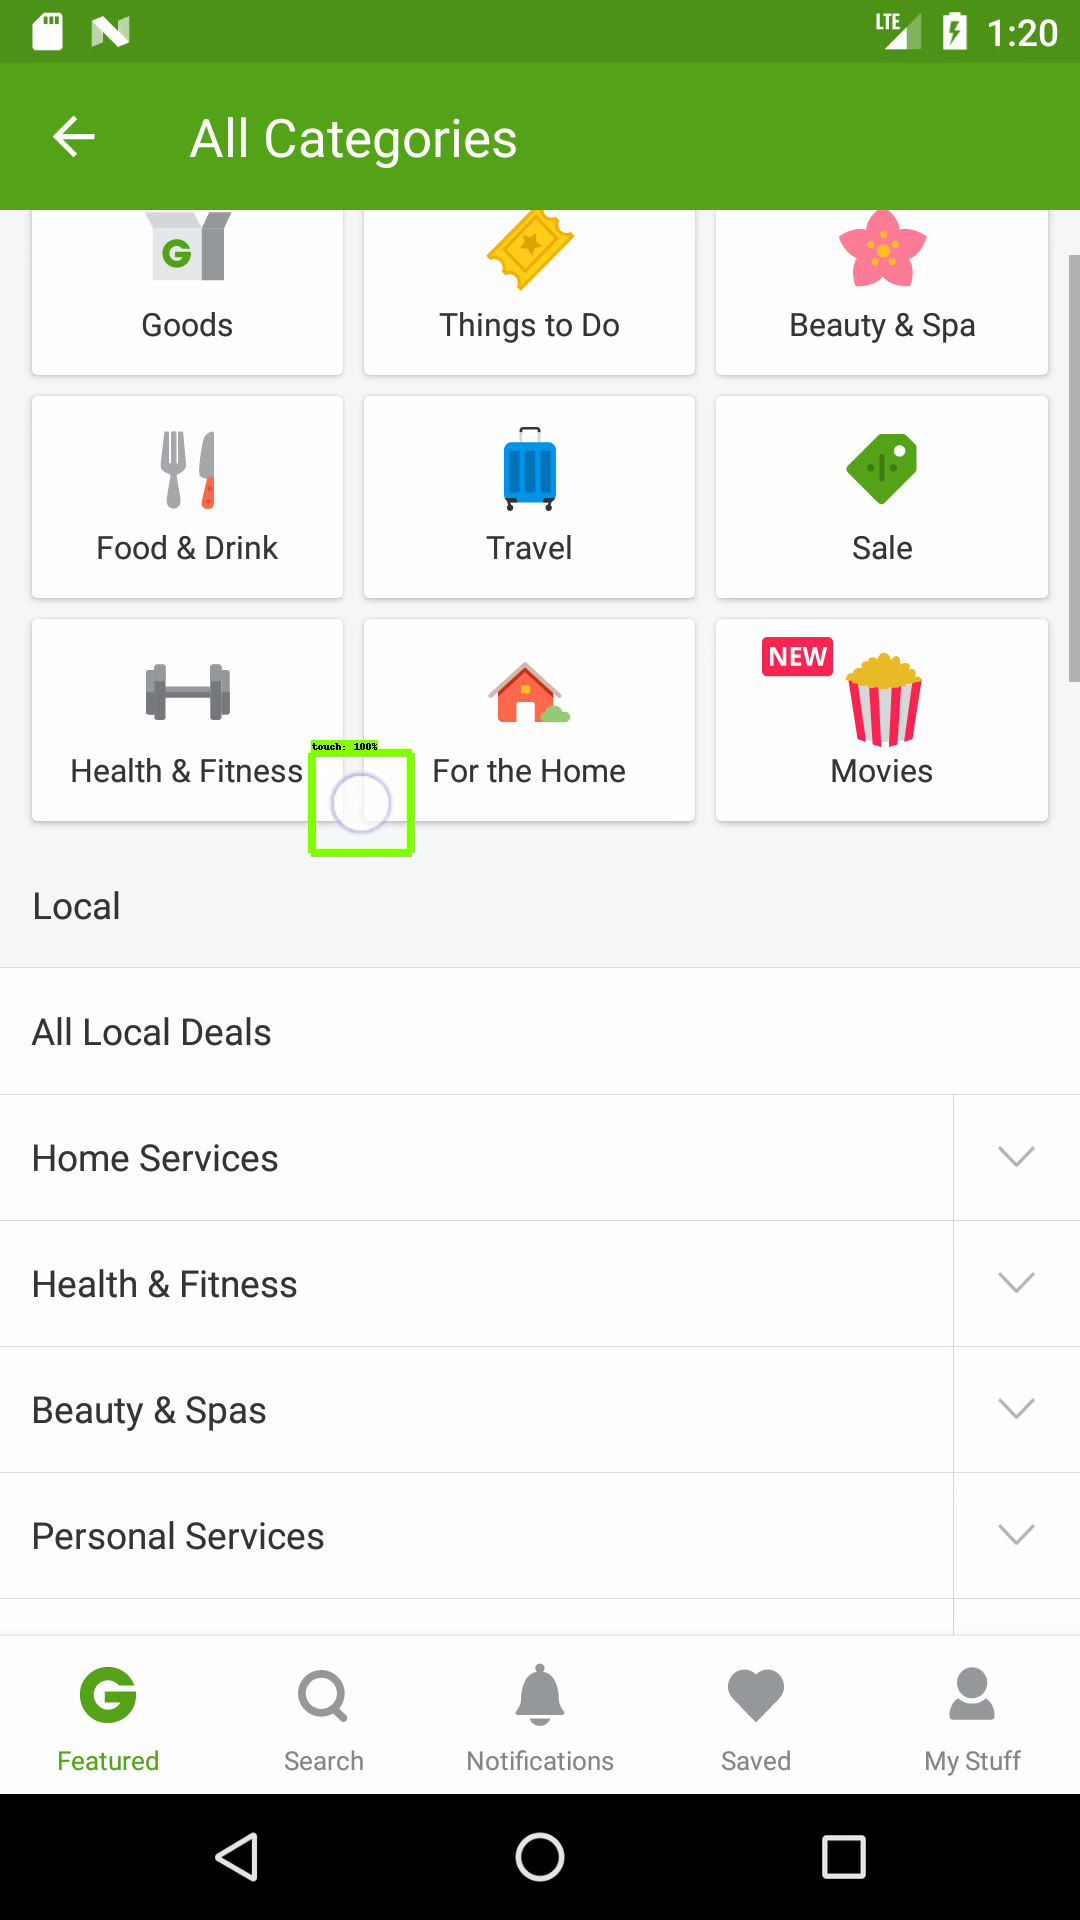 LTE 1:20
All Categories
Goods
Things to Do
Beauty & Spa
Food & Drink
Travel
Sale
NEW
Health & Fitness
For the Home
Movies
touch: 100%
Local
All Local Deals
Home Services
Health & Fitness
Beauty & Spas
Personal Services
Featured
Search
Notifications
Saved
My Stuff